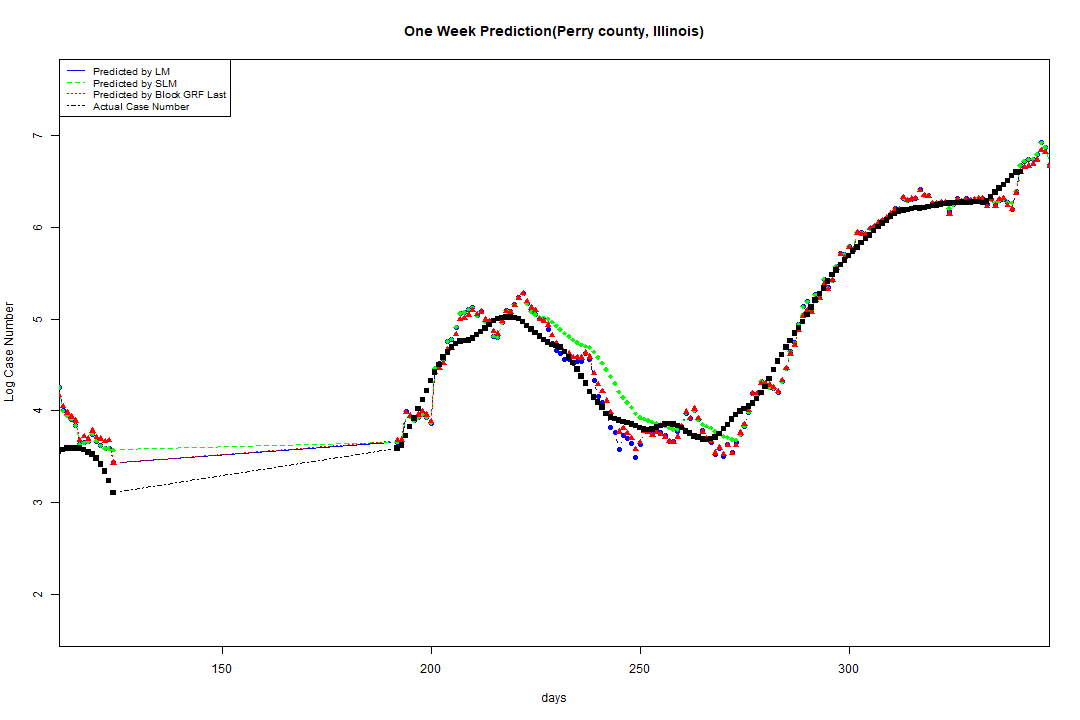 One Week Prediction(Perry county, Illinois)
Predicted by LM
Predicted by SLM
Predicted by Block GRF Last
Actual Case Number
7
6
5
4
3
2
Log Case Number
150 200 250 300
days